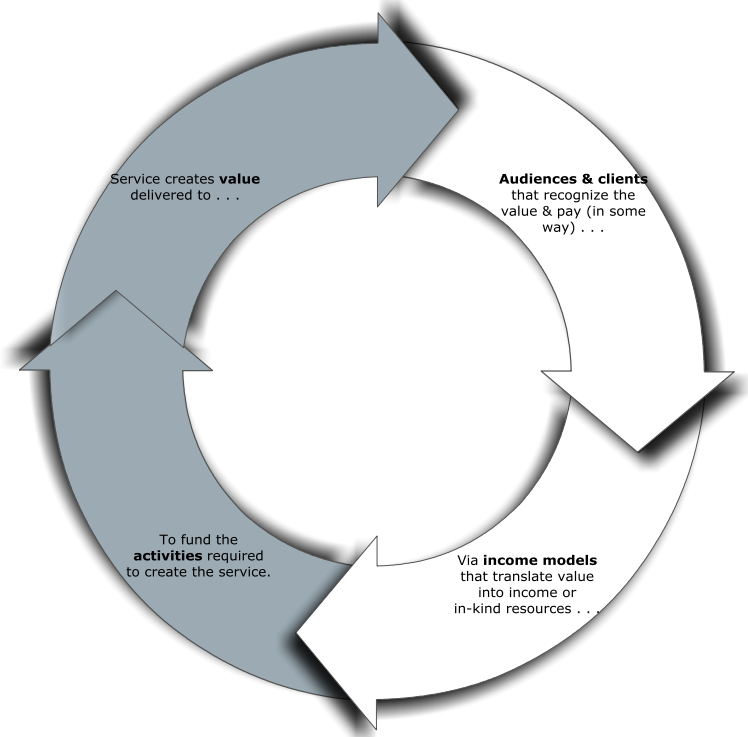 Service creates value
delivered to . . .
Audiences & clients
that recognize the
value & pay (in some
way) . . .
Via income models
that translate value
into income or
in-kind resources . . .
To fund the
activities required
to create the service.